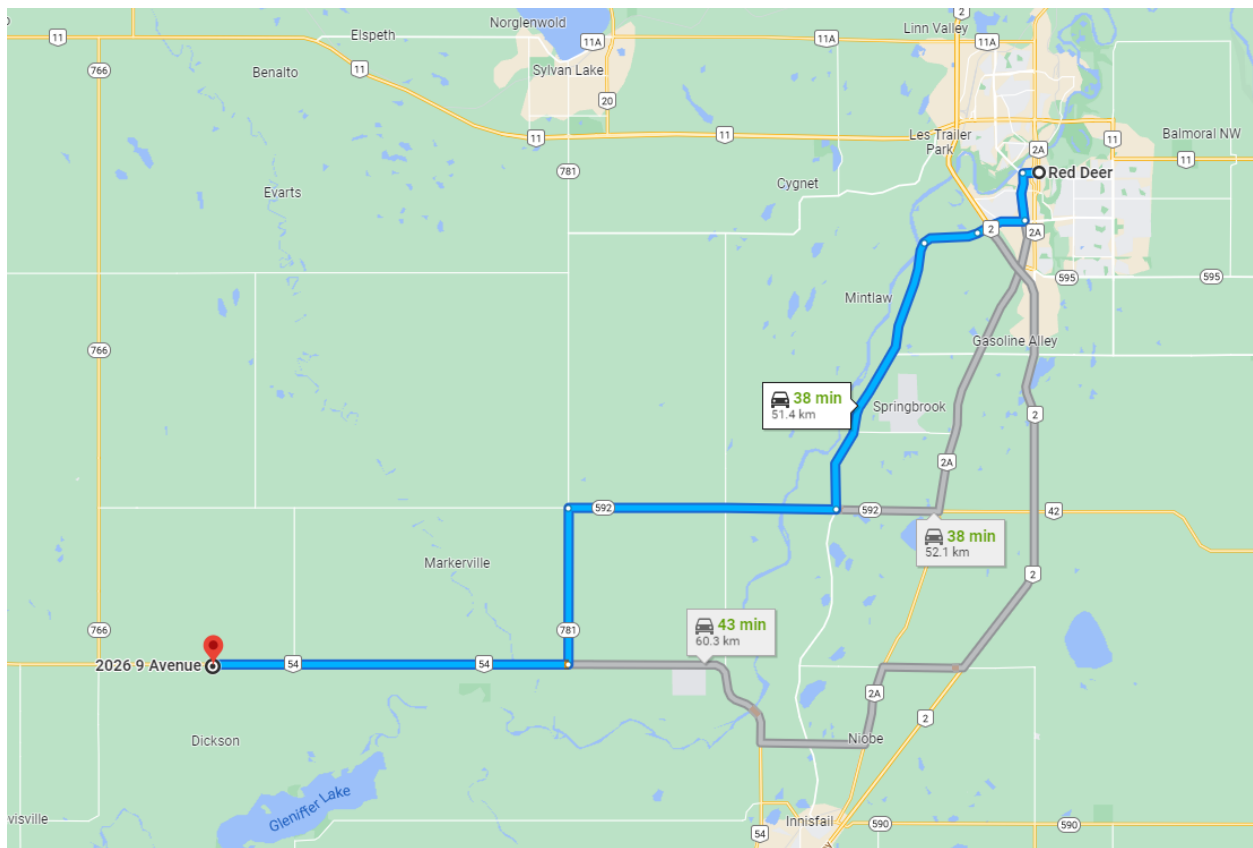 Norglenwold
2
Linn Valley
11
Elspeth
11A
11A
11A
766
Benalto
11
Sylvan Lake
20
11
11
Les Trailer
Park
2A
11
Balmoral NW
11
781
Cygnet
Red Deer
Evarts
2
2A
595
595
Mintlaw
766
Gasoline Alley
38 min
51.4 km
Springbrook
2
2A
592
592
42
38 min
52.1 km
Markerville
2
43 min
60.3 km
766
781
2026 9 Avenue
54
54
2A
2
Dickson
Niobe
Gleniffer Lake
visville
Innisfail
54
590
590